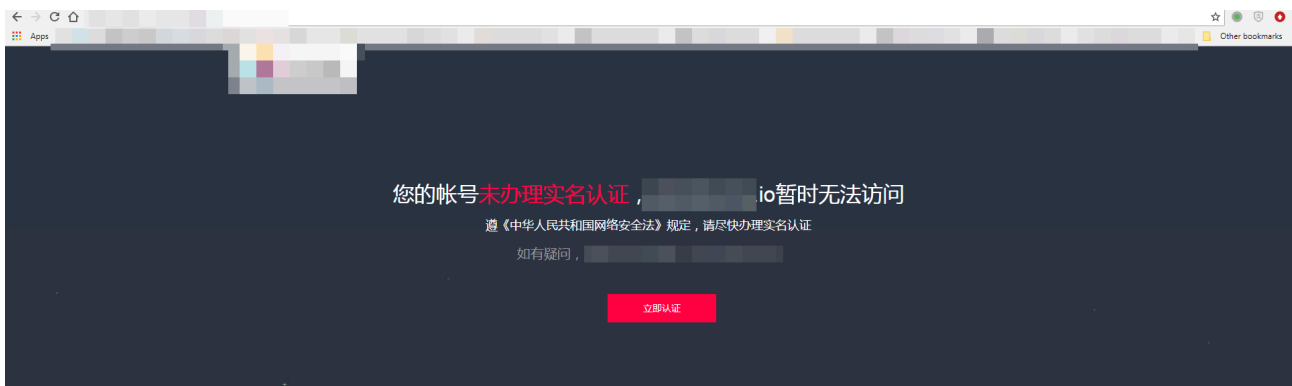 Apps
Other bookmarks
您的帐号未办理实名认证，
.io暂时无法访问
遵《中华人民共和国网络安全法》规定，请尽快办理实名认证
如有疑问，
立即认证